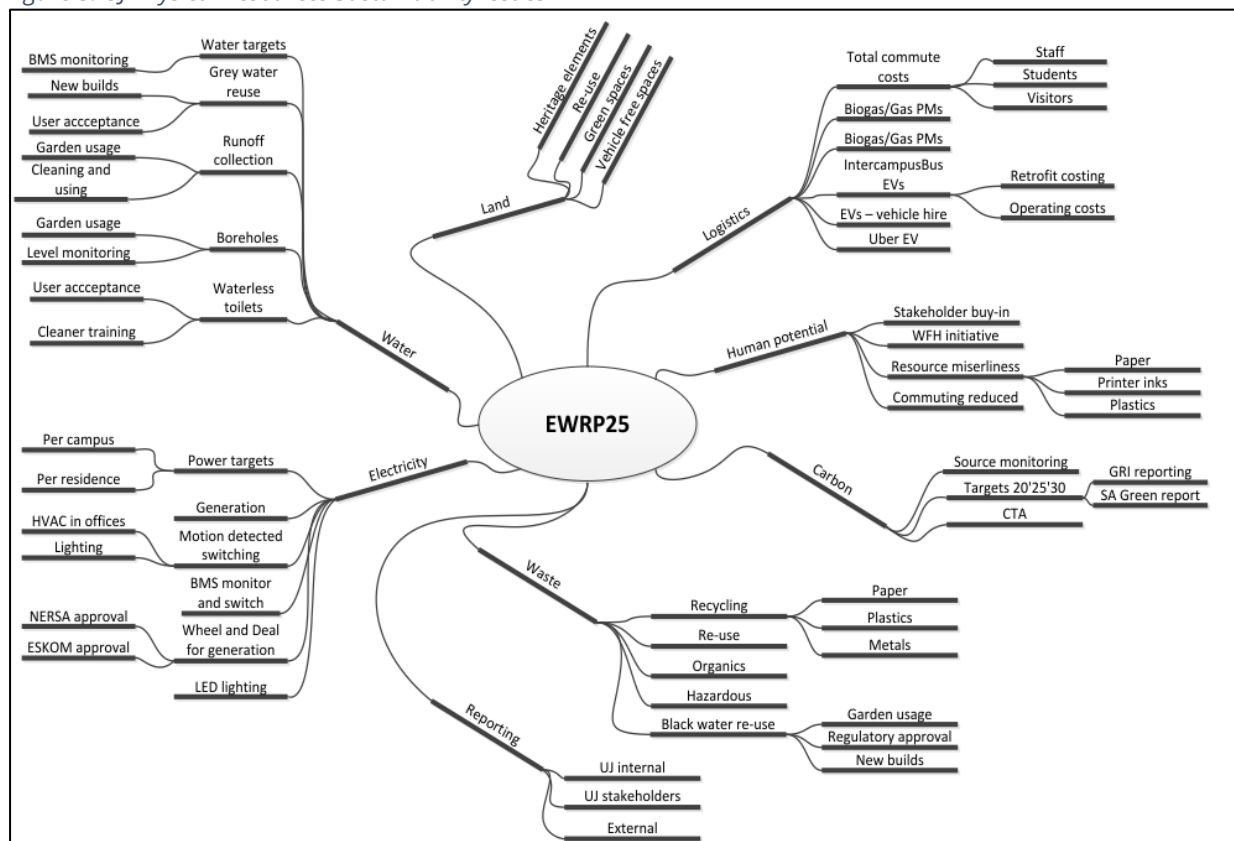 BMS monitoring
Water targets
New builds
Grey water
reuse
User accceptance
Garden usage
Runoff
collection
Cleaning and
using
Garden usage
Boreholes
Level monitoring
User accceptance
Waterless
toilets
Cleaner training
Water
Heritage elements
Re-use
Green spaces
Vehicle free spaces
Land
Total commute
costs
Staff
Students
Visitors
Biogas/Gas PMs
Biogas/Gas PMs
IntercampusBus
EVs
Retrofit costing
Operating costs
EVs – vehicle hire
Uber EV
Logistics
Human potential
Stakeholder buy-in
WFH initiative
Resource miserliness
Paper
Printer inks
Plastics
Commuting reduced
EWRP25
Carbon
Source monitoring
Targets 20'25'30
GRI reporting
SA Green report
CTA
Per campus
Power targets
Per residence
Electricity
Generation
HVAC in offices
Motion detected
switching
Lighting
BMS monitor
and switch
NERSA approval
Wheel and Deal
for generation
ESKOM approval
LED lighting
Waste
Recycling
Paper
Plastics
Metals
Re-use
Organics
Hazardous
Black water re-use
Garden usage
Regulatory approval
New builds
Reporting
UJ internal
UJ stakeholders
External